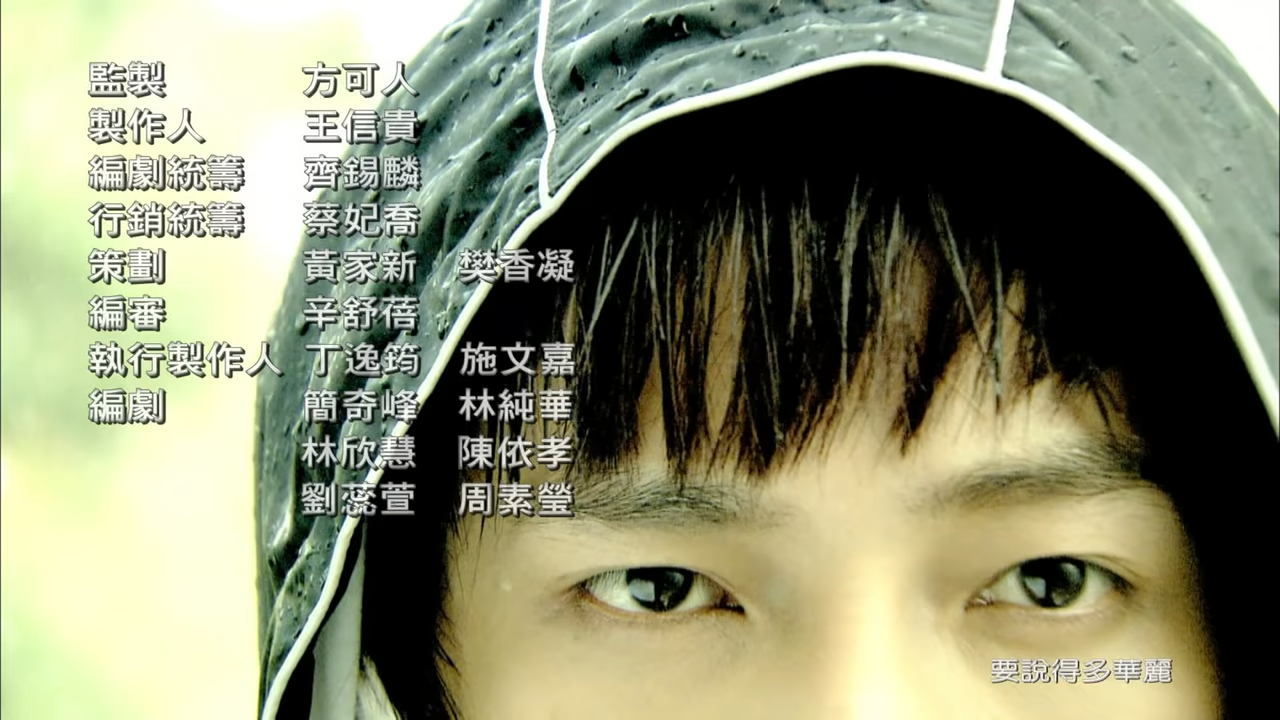 監製 方可人
製作人 王信貴
編劇統籌 齊錫麟
行銷統籌 蔡妃喬
策劃 黃家新 樊香凝
編審 辛舒蓓
執行製作人 丁逸筠 施文嘉
編劇 簡奇峰 林純華
林欣慧 陳依孝
劉蕊萱 周素瑩
要說得多華麗